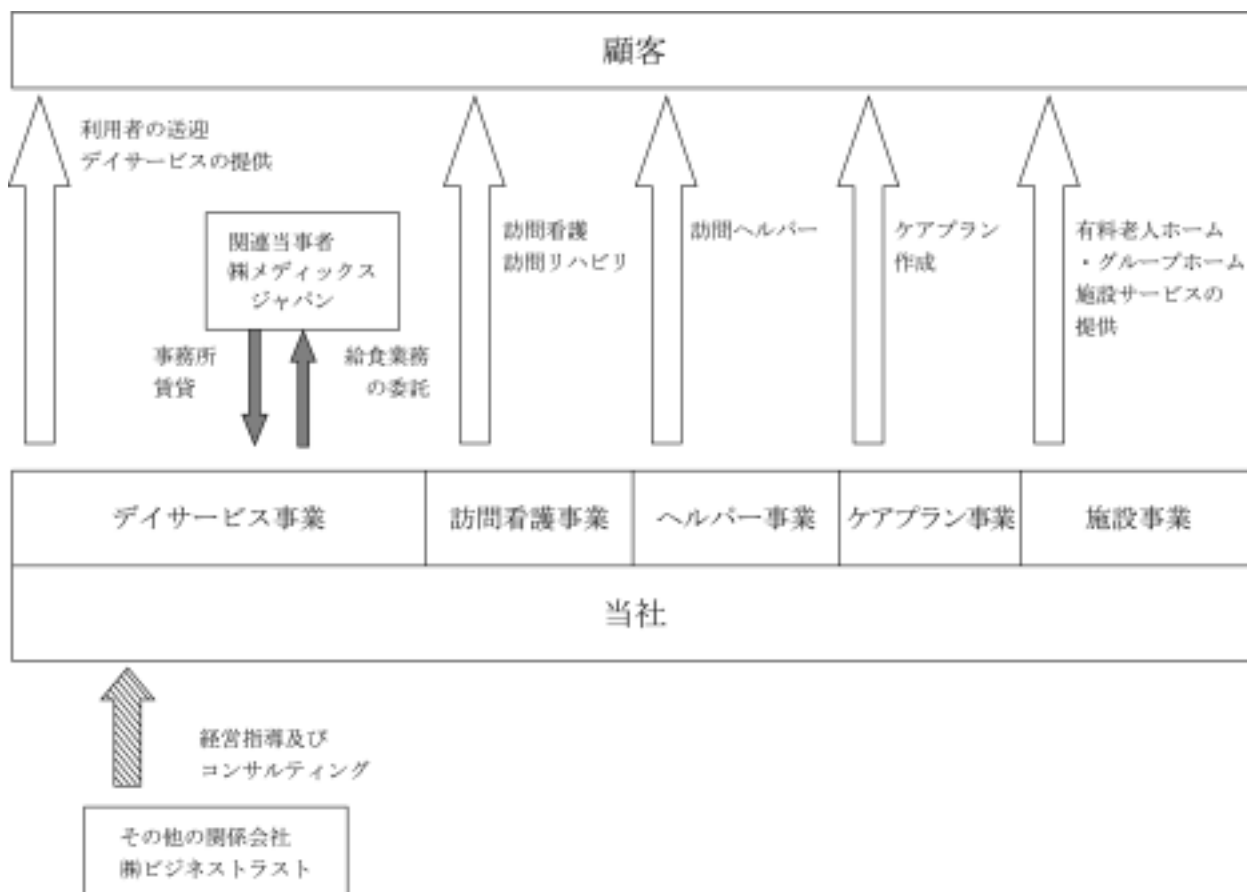 顧客
利用者の送迎
デイサービスの提供
関連当事者
㈱メディックス
ジャパン
訪問看護
訪問リハビリ
訪問ヘルパー
ケアプラン
作成
有料老人ホーム
・グループホーム
施設サービスの
提供
事務所
賃貸
給食業務
の委託
デイサービス事業
訪問看護事業
ヘルパー事業
ケアプラン事業
施設事業
当社
経営指導及び
コンサルティング
その他の関係会社
㈱ビジネストラスト